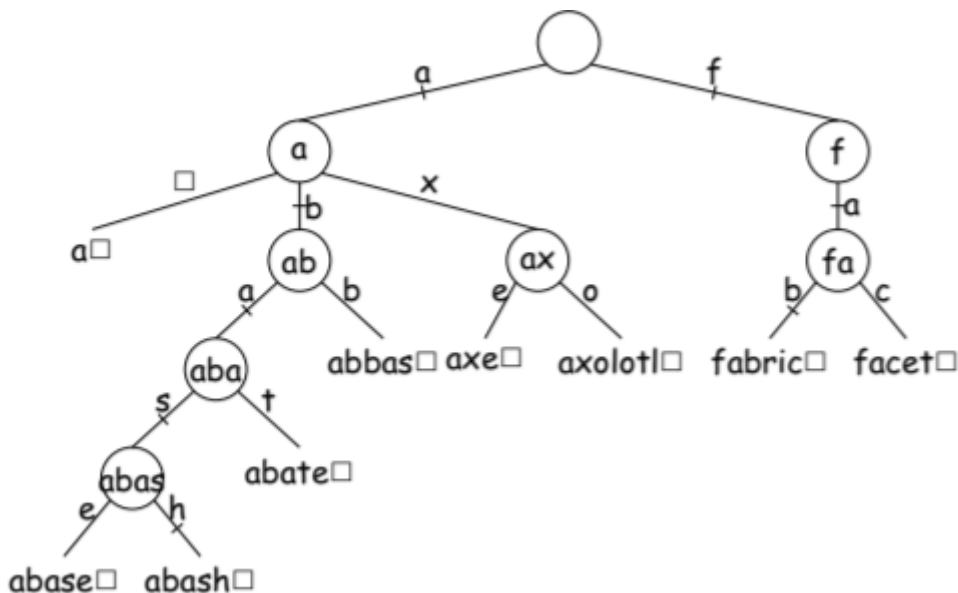 a f
a f
□ x
b a
a□ ab ax fa
a b e o b c
aba abbas□ axe□ axolotl□ fabric□ facet□
s t
abas abate□
e h
abase□ abash□